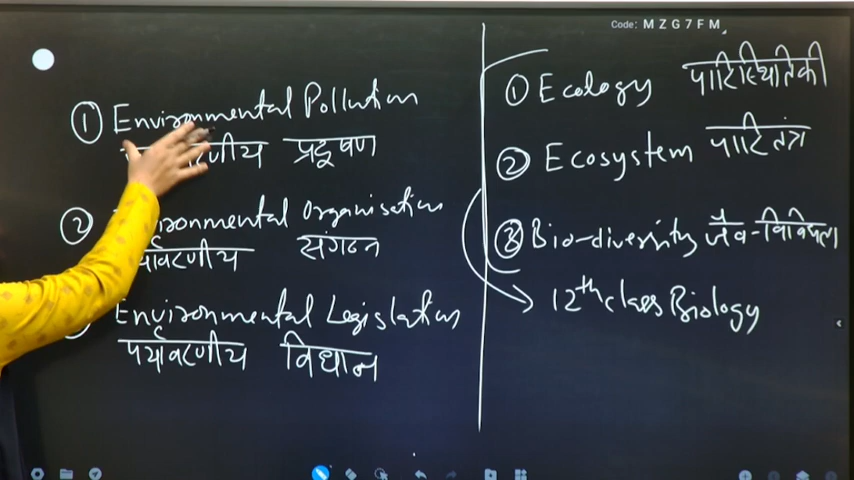 Code: M Z G 7 F M
① Environmental Pollution
प्रदूषण
② Environmental Organisation
पर्यावरणीय संगठन
Environmental Legislation
पर्यावरणीय विधान
① Ecology पारिस्थितिकी
② Ecosystem पारितंत्र
③ Bio-diversity जैव-विविधता
12th class Biology